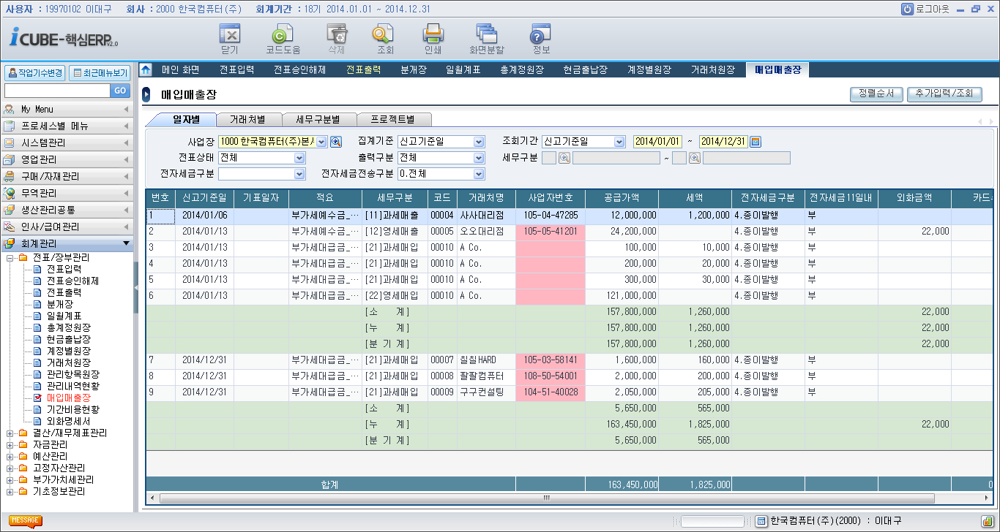 사용자 : 19970102 이대구 회사 : 2000 한국컴퓨터(주) 회계기간 : 18기 2014.01.01 ~ 2014.12.31 로그아웃
iCUBE-핵심ERP v2.0 닫기 코드도움 삭제 조회 인쇄 화면분할 정보
작업기수변경 최근메뉴보기 메인 화면 전표입력 전표승인해제 전표출력 분개장 일월계표 총계정원장 현금출납장 계정별원장 거래처원장 매입매출장
GO
매입매출장 정렬순서 추가입력/조회
My Menu
프로세스별 메뉴
시스템관리
영업관리
구매/자재관리
무역관리
생산관리공통
인사/급여관리
회계관리
전표/장부관리
전표입력
전표승인해제
전표출력
분개장
일월계표
총계정원장
현금출납장
계정별원장
거래처원장
관리항목원장
관리내역현황
매입매출장
기간비용현황
외화명세서
결산/재무제표관리
자금관리
예산관리
고정자산관리
부가가치세관리
기초정보관리
일자별 거래처별 세무구분별 프로젝트별
사업장 1000 한국컴퓨터(주)본사 집계기준 신고기준일 조회기간 신고기준일 2014/01/01 ~ 2014/12/31
전표상태 전체 출력구분 전체 세무구분 ~
전자세금구분 전자세금전송구분 0.전체
번호 신고기준일 기표일자 적요 세무구분 코드 거래처명 사업자번호 공급가액 세액 전자세금구분 전자세금11일내 외화금액 카드
1 2014/01/06 부가세예수금_… [11]과세매출 00004 사사대리점 105-04-47285 12,000,000 1,200,000 4.종이발행 부
2 2014/01/13 부가세예수금_… [12]영세매출 00005 오오대리점 105-05-41201 24,200,000 4.종이발행 부 22,000
3 2014/01/13 부가세대급금_… [21]과세매입 00010 A Co. 100,000 10,000 4.종이발행 부
4 2014/01/13 부가세대급금_… [21]과세매입 00010 A Co. 200,000 20,000 4.종이발행 부
5 2014/01/13 부가세대급금_… [21]과세매입 00010 A Co. 300,000 30,000 4.종이발행 부
6 2014/01/13 부가세대급금_… [22]영세매입 00010 A Co. 121,000,000 4.종이발행 부
[소 계] 157,800,000 1,260,000 22,000
[누 계] 157,800,000 1,260,000 22,000
[분 기 계] 157,800,000 1,260,000 22,000
7 2014/12/31 부가세대급금_… [21]과세매입 00007 칠칠HARD 105-03-58141 1,600,000 160,000 4.종이발행 부
8 2014/12/31 부가세대급금_… [21]과세매입 00008 팔팔컴퓨터 108-50-54001 2,000,000 200,000 4.종이발행 부
9 2014/12/31 부가세대급금_… [21]과세매입 00009 구구컨설팅 104-51-40028 2,050,000 205,000 4.종이발행 부
[소 계] 5,650,000 565,000
[누 계] 163,450,000 1,825,000 22,000
[분 기 계] 5,650,000 565,000
합계 163,450,000 1,825,000 0
MESSAGE 한국컴퓨터(주)(2000) : 이대구